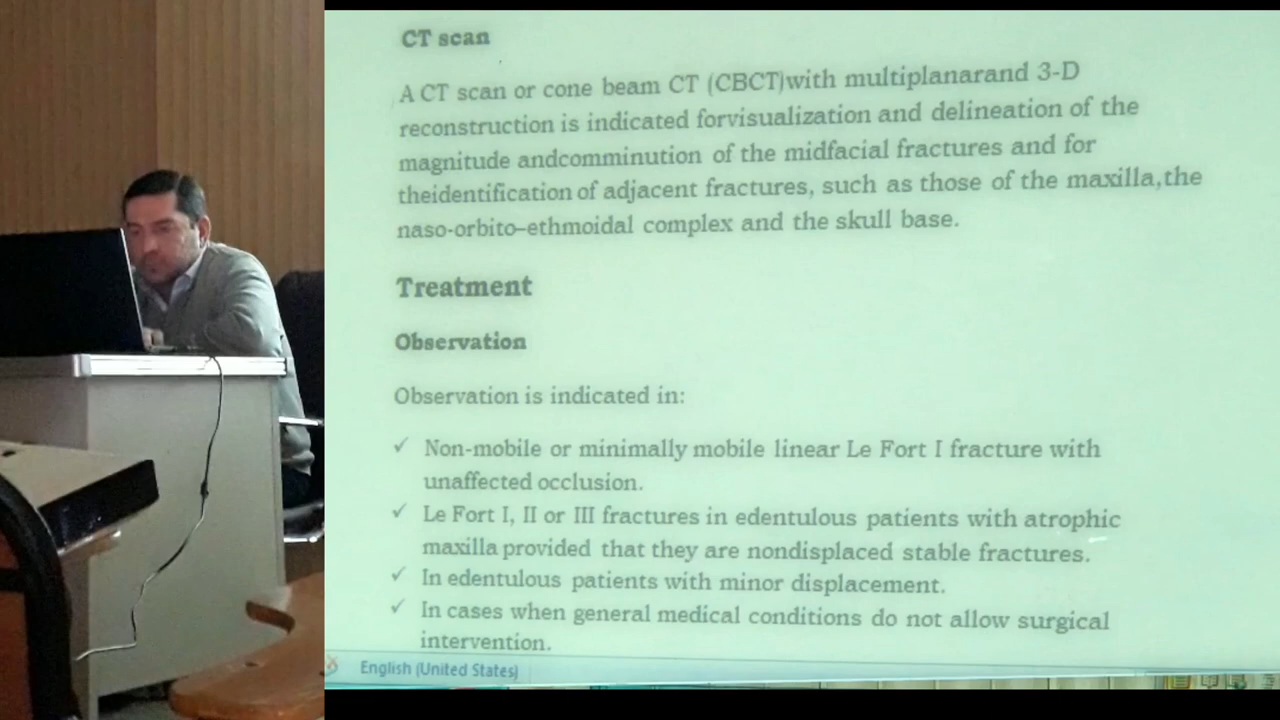 CT scan
A CT scan or cone beam CT (CBCT)with multiplanarand 3-D
reconstruction is indicated forvisualization and delineation of the
magnitude andcomminution of the midfacial fractures and for
theidentification of adjacent fractures, such as those of the maxilla,the
naso-orbito–ethmoidal complex and the skull base.
Treatment
Observation
Observation is indicated in:
✓ Non-mobile or minimally mobile linear Le Fort I fracture with
unaffected occlusion.
✓ Le Fort I, II or III fractures in edentulous patients with atrophic
maxilla provided that they are nondisplaced stable fractures.
✓ In edentulous patients with minor displacement.
✓ In cases when general medical conditions do not allow surgical
intervention.
English (United States)